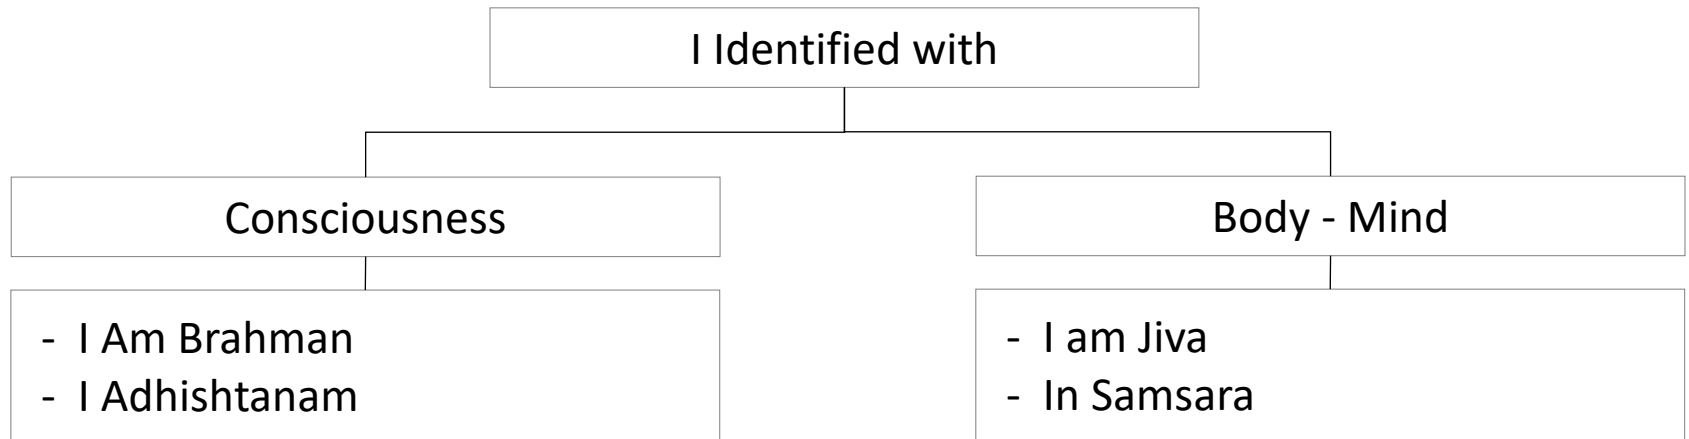 I Identified with
Consciousness
- I Am Brahman
- I Adhishtanam
Body - Mind
- I am Jiva
- In Samsara